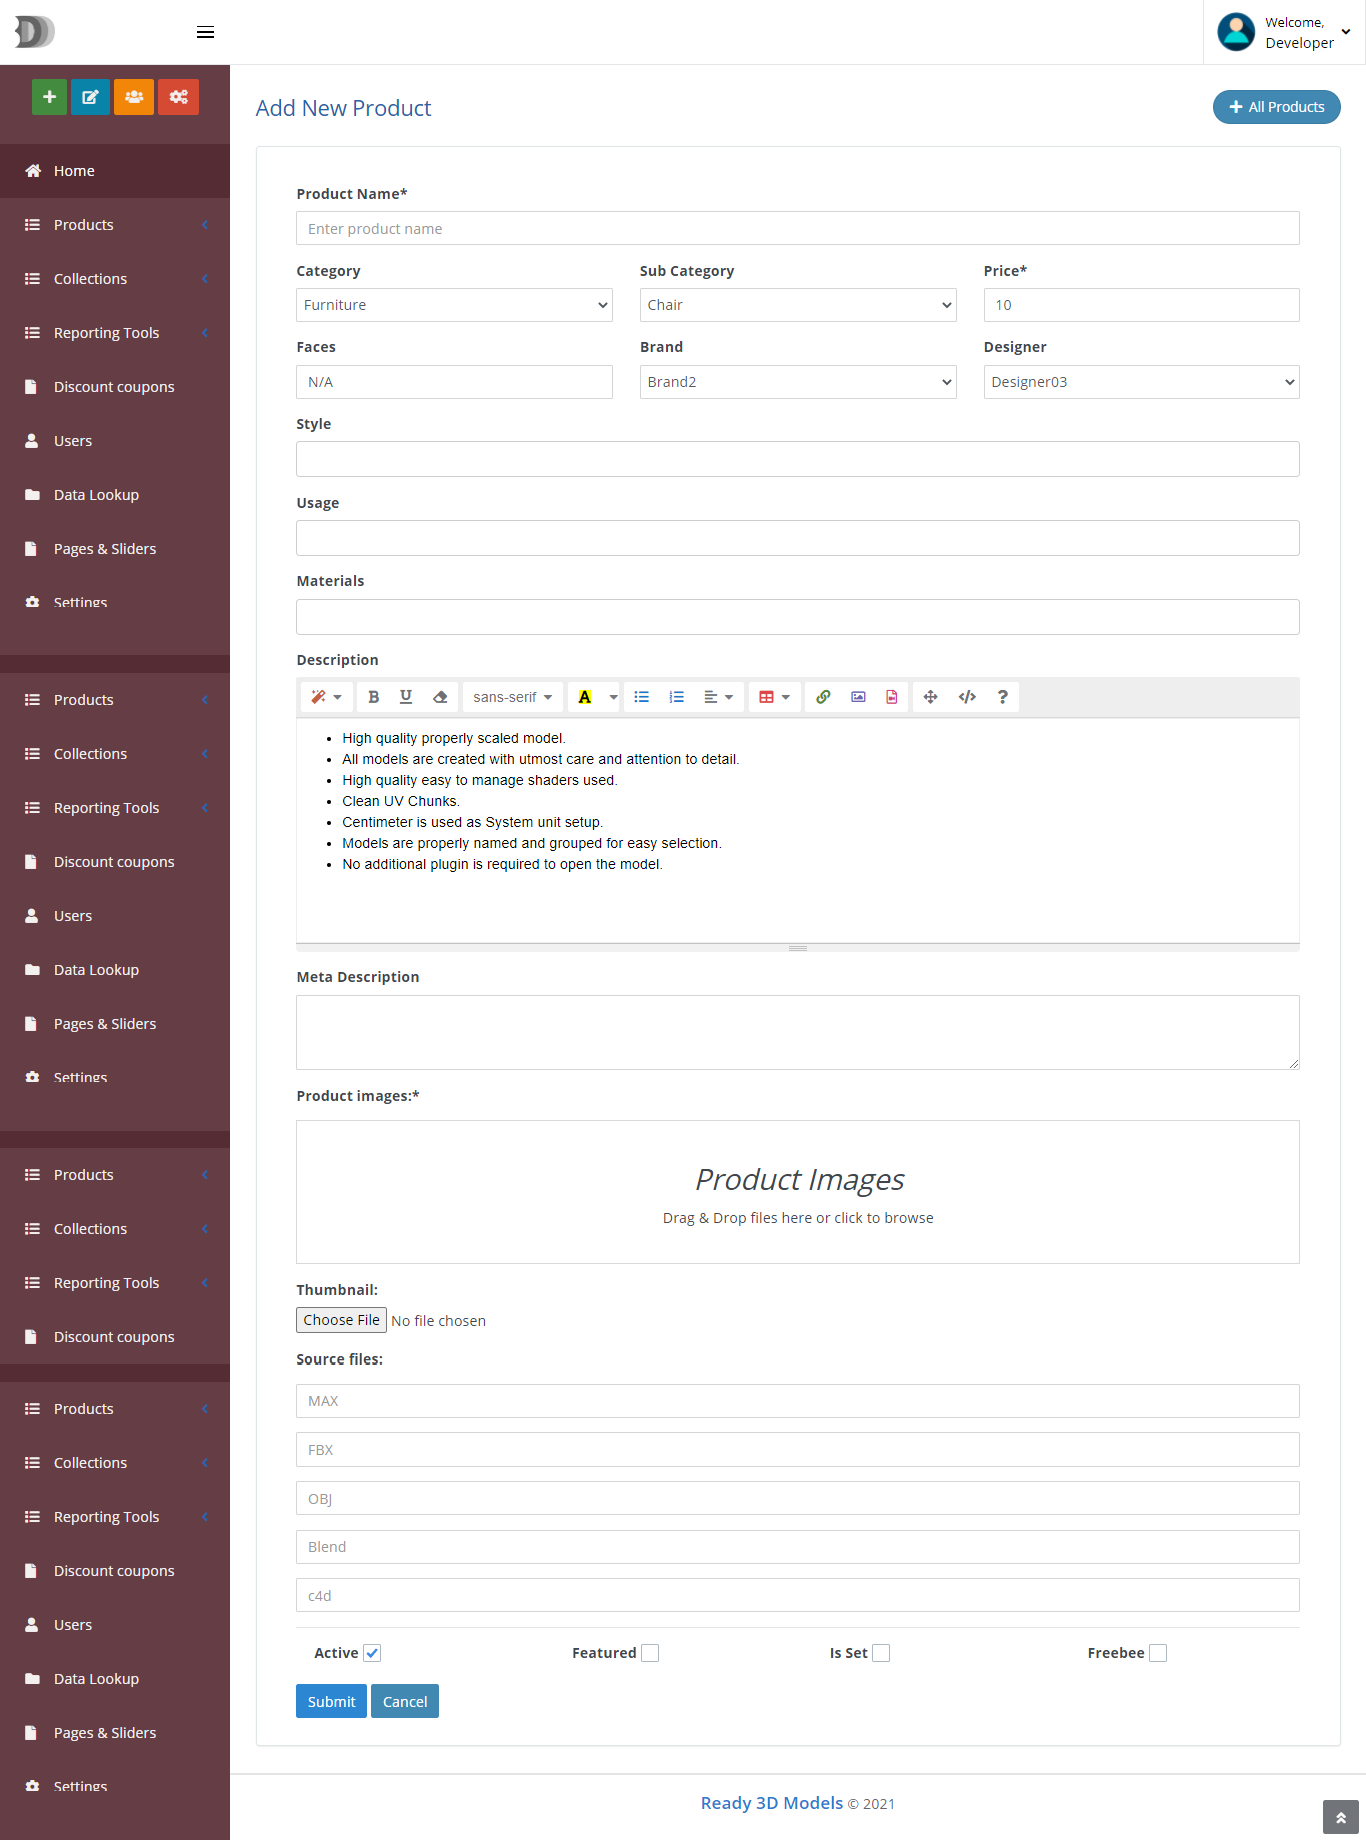 Welcome,
Developer
Add New Product
All Products
Home
Products
Collections
Reporting Tools
Discount coupons
Users
Data Lookup
Pages & Sliders
Settings
Products
Collections
Reporting Tools
Discount coupons
Users
Data Lookup
Pages & Sliders
Settings
Products
Collections
Reporting Tools
Discount coupons
Products
Collections
Reporting Tools
Discount coupons
Users
Data Lookup
Pages & Sliders
Settings
Product Name*
Enter product name
Category Sub Category Price*
Furniture Chair 10
Faces Brand Designer
N/A Brand2 Designer03
Style
Usage
Materials
Description
B U sans-serif A ?
High quality properly scaled model.
All models are created with utmost care and attention to detail.
High quality easy to manage shaders used.
Clean UV Chunks.
Centimeter is used as System unit setup.
Models are properly named and grouped for easy selection.
No additional plugin is required to open the model.
Meta Description
Product images:*
Product Images
Drag & Drop files here or click to browse
Thumbnail:
Choose File No file chosen
Source files:
MAX
FBX
OBJ
Blend
c4d
Active Featured Is Set Freebee
Submit Cancel
Ready 3D Models © 2021